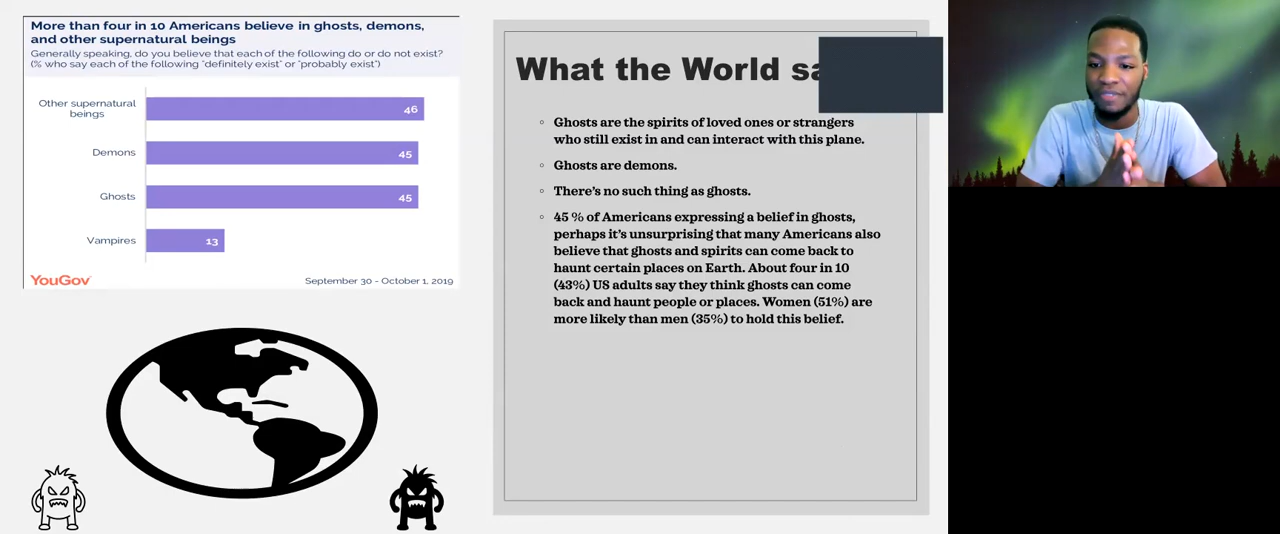 More than four in 10 Americans believe in ghosts, demons,
and other supernatural beings
Generally speaking, do you believe that each of the following do or do not exist?
(% who say each of the following "definitely exist" or "probably exist")
Other supernatural
beings
46
Demons
45
Ghosts
45
Vampires
13
YouGov
September 30 - October 1, 2019
What the World
◦ Ghosts are the spirits of loved ones or strangers
who still exist in and can interact with this plane.
◦ Ghosts are demons.
◦ There's no such thing as ghosts.
◦ 45 % of Americans expressing a belief in ghosts,
perhaps it's unsurprising that many Americans also
believe that ghosts and spirits can come back to
haunt certain places on Earth. About four in 10
(43%) US adults say they think ghosts can come
back and haunt people or places. Women (51%) are
more likely than men (35%) to hold this belief.